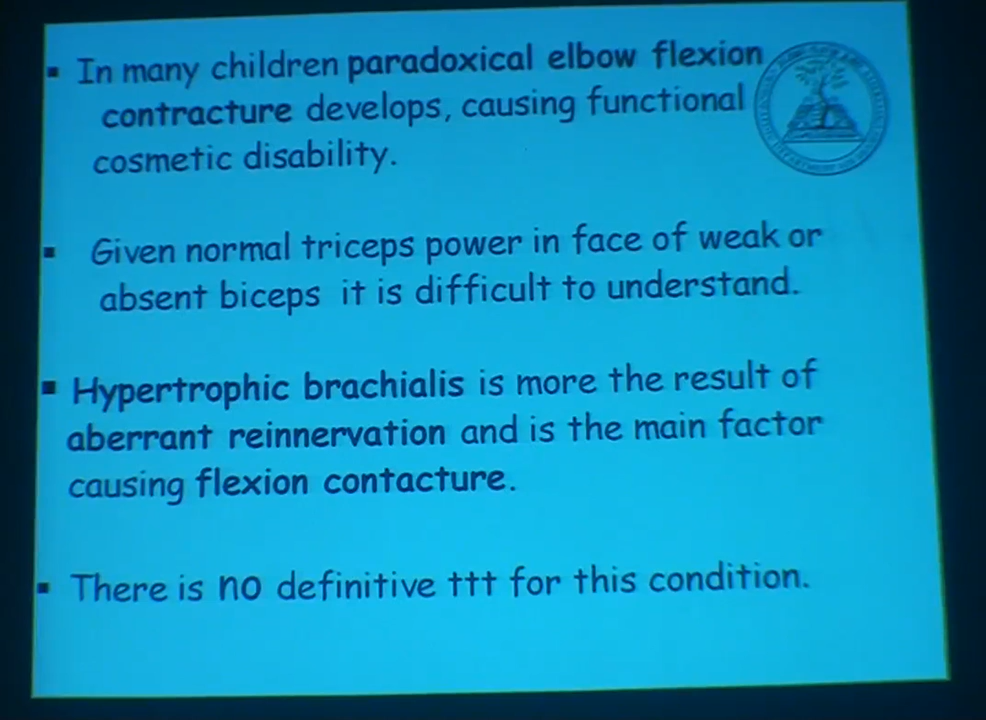 ▪ In many children paradoxical elbow flexion
contracture develops, causing functional
cosmetic disability.
▪ Given normal triceps power in face of weak or
absent biceps it is difficult to understand.
▪ Hypertrophic brachialis is more the result of
aberrant reinnervation and is the main factor
causing flexion contacture.
▪ There is no definitive ttt for this condition.